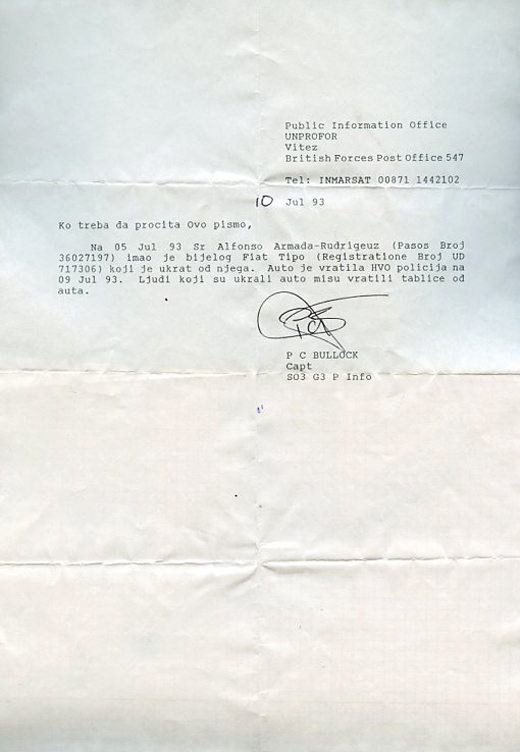 Public Information Office
UNPROFOR
Vitez
British Forces Post Office 547
Tel: INMARSAT 00871 1442102
10 Jul 93
Ko treba da procita Ovo pismo,
Na 05 Jul 93 Sr Alfonso Armada-Rudrigeuz (Pasos Broj
36027197) imao je bijelog Fiat Tipo (Registratione Broj UD
717306) koji je ukrat od njega. Auto je vratila HVO policija na
09 Jul 93. Ljudi koji su ukrali auto misu vratili tablice od
auta.
P C BULLOCK
Capt
SO3 G3 P Info